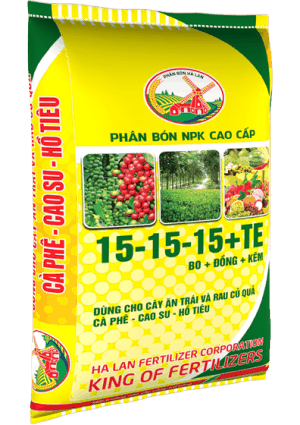 PHÂN BÓN HÀ LAN
PHÂN BÓN NPK CAO CẤP
15-15-15+TE
BO + ĐỒNG + KẼM
DÙNG CHO CÂY ĂN TRÁI VÀ RAU CỦ QUẢ
CÀ PHÊ - CAO SU - HỒ TIÊU
HA LAN FERTILIZER CORPORATION
KING OF FERTILIZERS
CÀ PHÊ - CAO SU - HỒ TIÊU